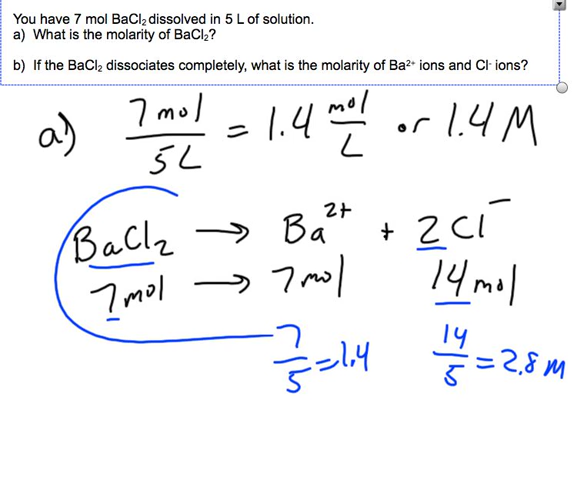 You have 7 mol BaCl₂ dissolved in 5 L of solution.
a) What is the molarity of BaCl₂?
b) If the BaCl₂ dissociates completely, what is the molarity of Ba²⁺ ions and Cl⁻ ions?
a) 7 mol / 5 L = 1.4 mol / L or 1.4 M
BaCl₂ → Ba²⁺ + 2 Cl⁻
7 mol → 7 mol 14 mol
7/5 = 1.4 14/5 = 2.8 M